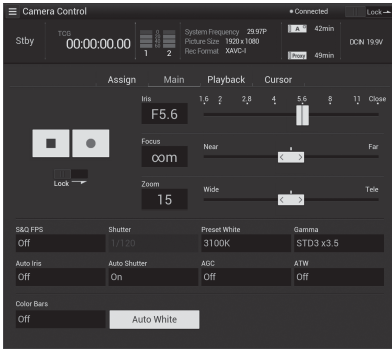 Camera Control
Connected
Lock
Stby
TCG
00:00:00.00
1 2
System Frequency 29.97P
Picture Size 1920 x 1080
Rec Format XAVC-I
A 42min
Proxy 49min
DCIN 19.9V
Assign Main Playback Cursor
Iris
F5.6
1.6 2 2.8 4 5.6 8 11 Close
Focus
∞m
Near Far
Lock
Zoom
15
Wide Tele
S&Q FPS Shutter Preset White Gamma
Off 1/120 3100K STD3 x3.5
Auto Iris Auto Shutter AGC ATW
Off On Off Off
Color Bars
Off
Auto White